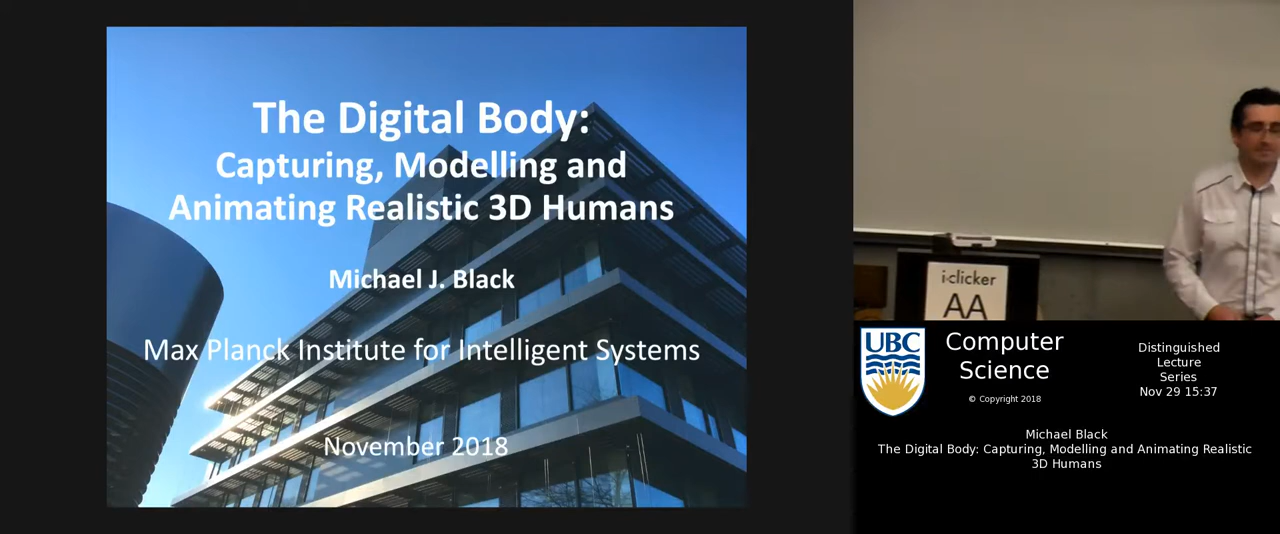 The Digital Body:
Capturing, Modelling and
Animating Realistic 3D Humans
Michael J. Black
Max Planck Institute for Intelligent Systems
November 2018
i>clicker
AA
UBC
Computer
Science
© Copyright 2018
Distinguished
Lecture
Series
Nov 29 15:37
Michael Black
The Digital Body: Capturing, Modelling and Animating Realistic
3D Humans